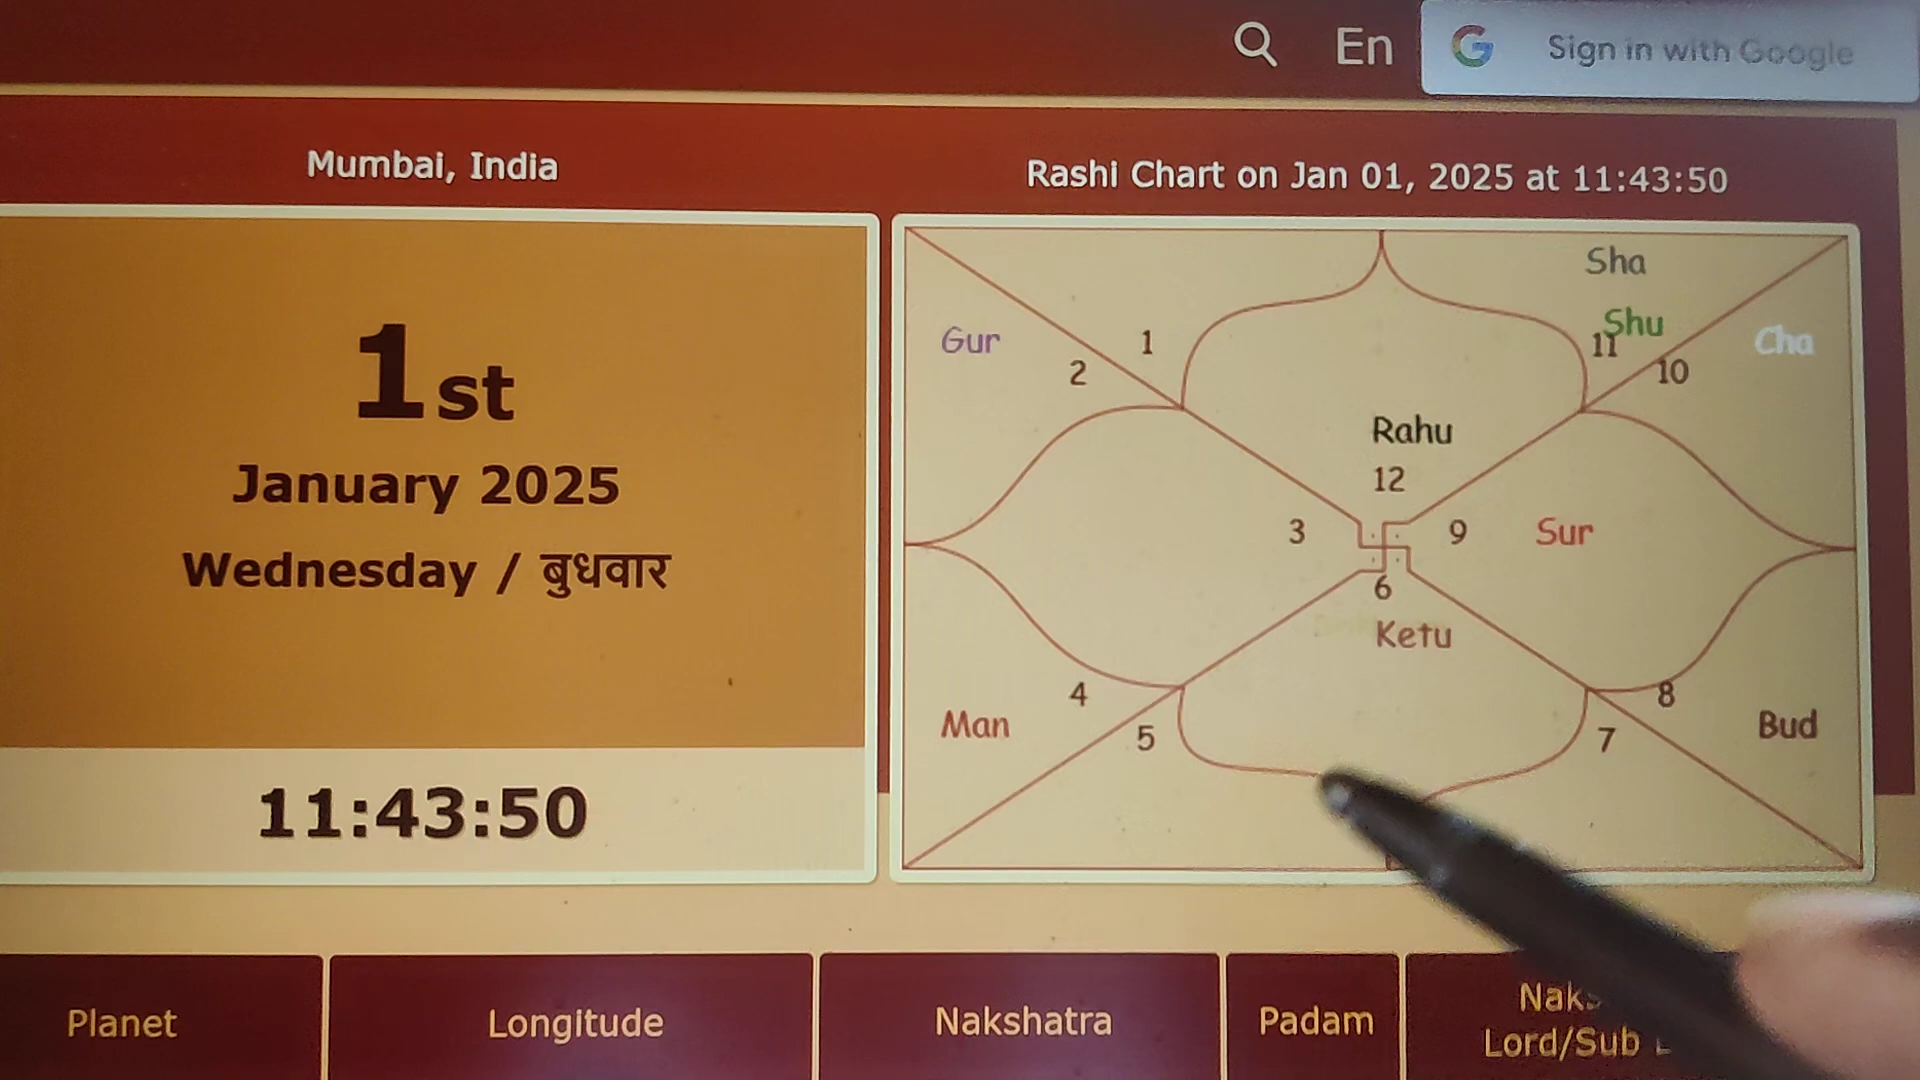 En
Sign in with Google
Mumbai, India
Rashi Chart on Jan 01, 2025 at 11:43:50
1st
January 2025
Wednesday / बुधवार
11:43:50
Sha
Shu
Gur
1
11
Cha
2
10
Rahu
12
3
9
Sur
6
Ketu
4
8
Man
5
7
Bud
Planet
Longitude
Nakshatra
Padam
Lord/Sub